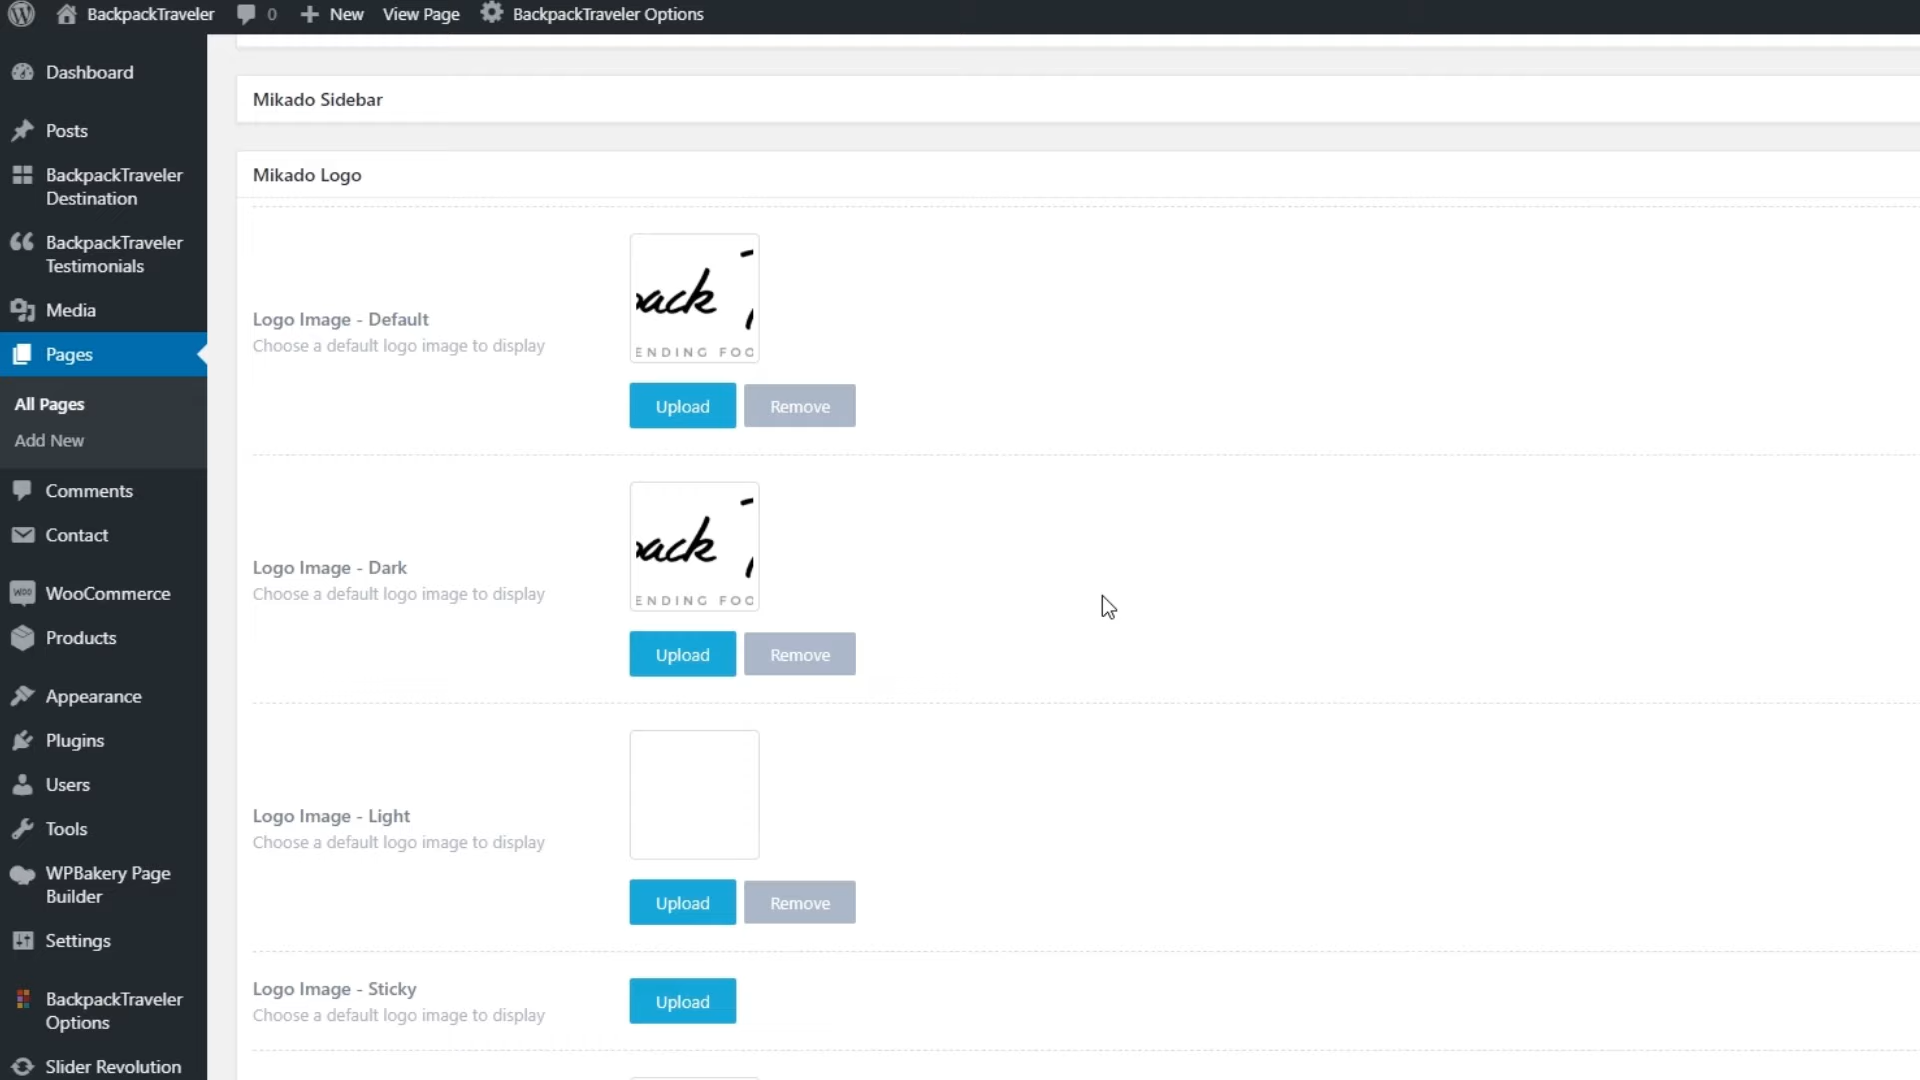 BackpackTraveler
0
New
View Page
BackpackTraveler Options
Dashboard
Posts
BackpackTraveler
Destination
BackpackTraveler
Testimonials
Media
Pages
All Pages
Add New
Comments
Contact
WooCommerce
Products
Appearance
Plugins
Users
Tools
WPBakery Page
Builder
Settings
BackpackTraveler
Options
Slider Revolution
Mikado Sidebar
Mikado Logo
Logo Image - Default
Choose a default logo image to display
ack
ENDING FOO
Upload
Remove
Logo Image - Dark
Choose a default logo image to display
ack
ENDING FOO
Upload
Remove
Logo Image - Light
Choose a default logo image to display
Upload
Remove
Logo Image - Sticky
Choose a default logo image to display
Upload